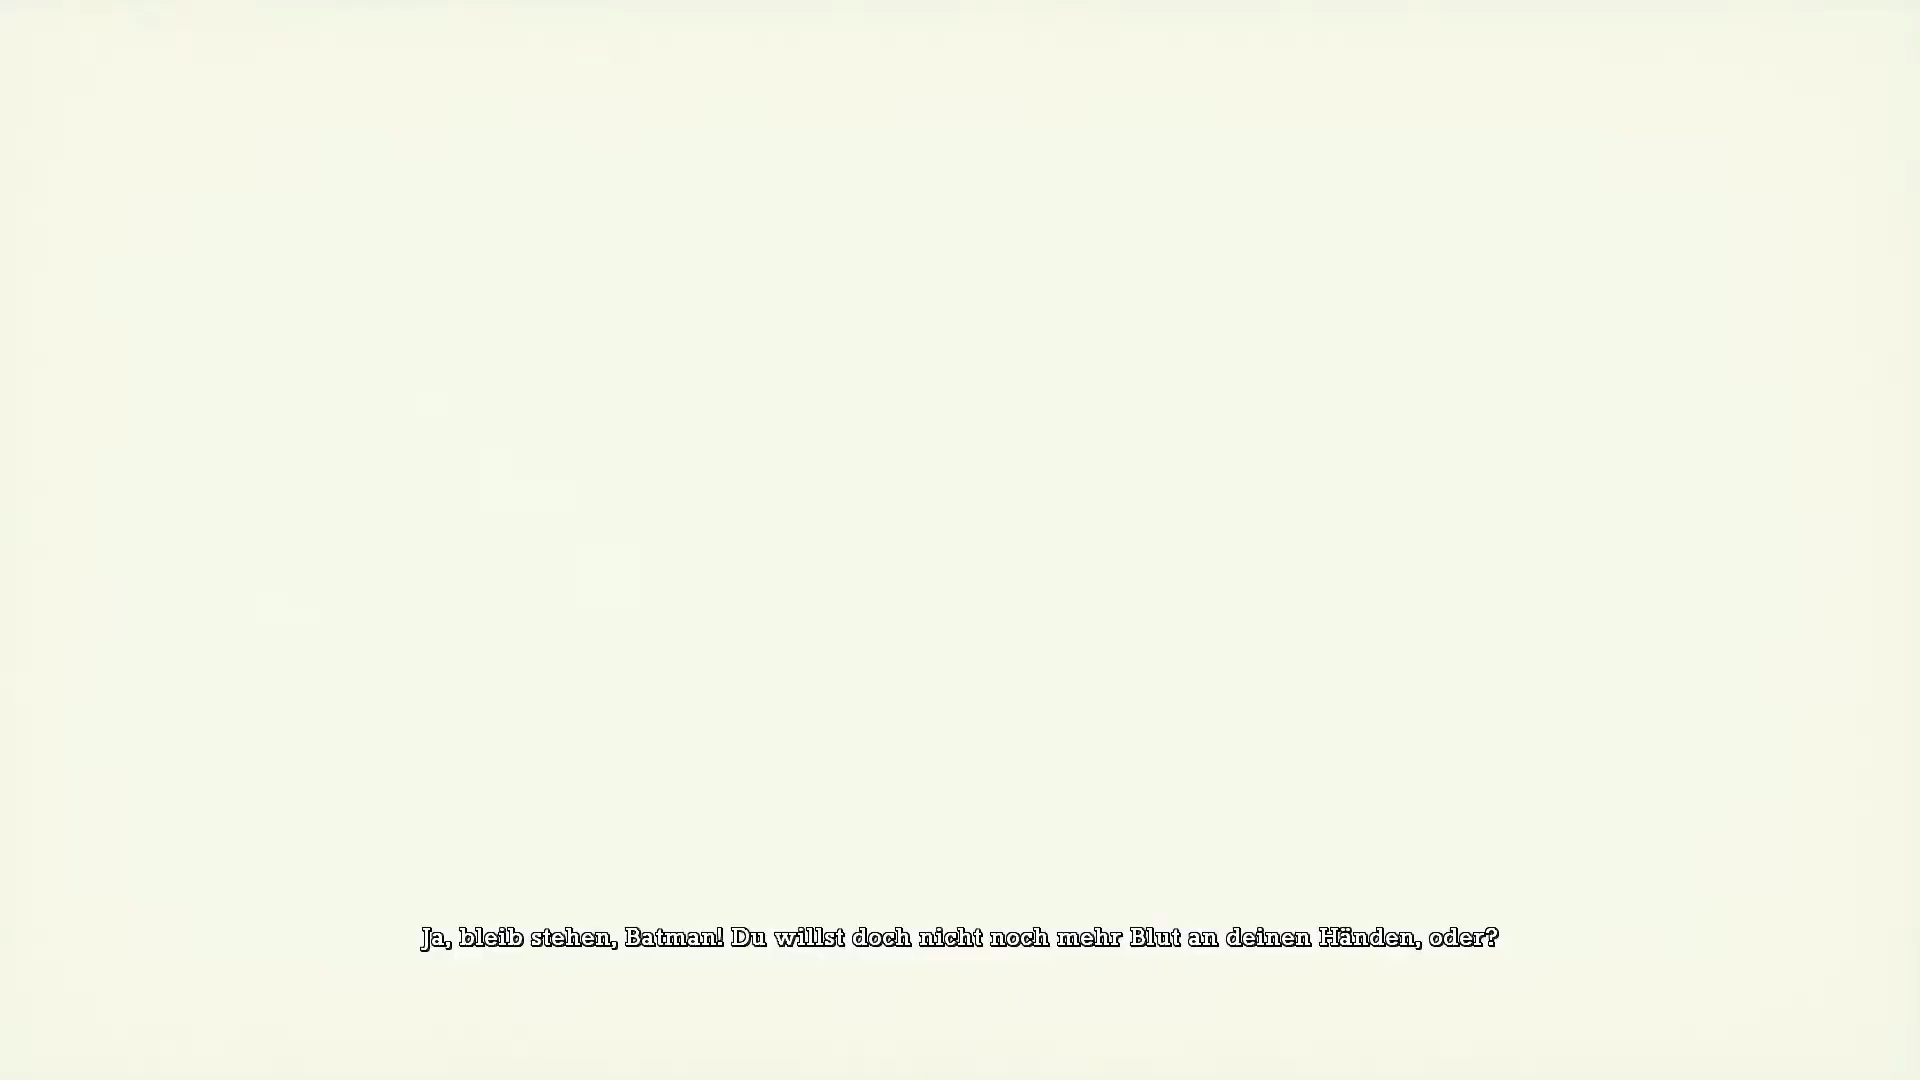 Ja, bleib stehen, Batman! Du willst doch nicht noch mehr Blut an deinen Händen, oder?